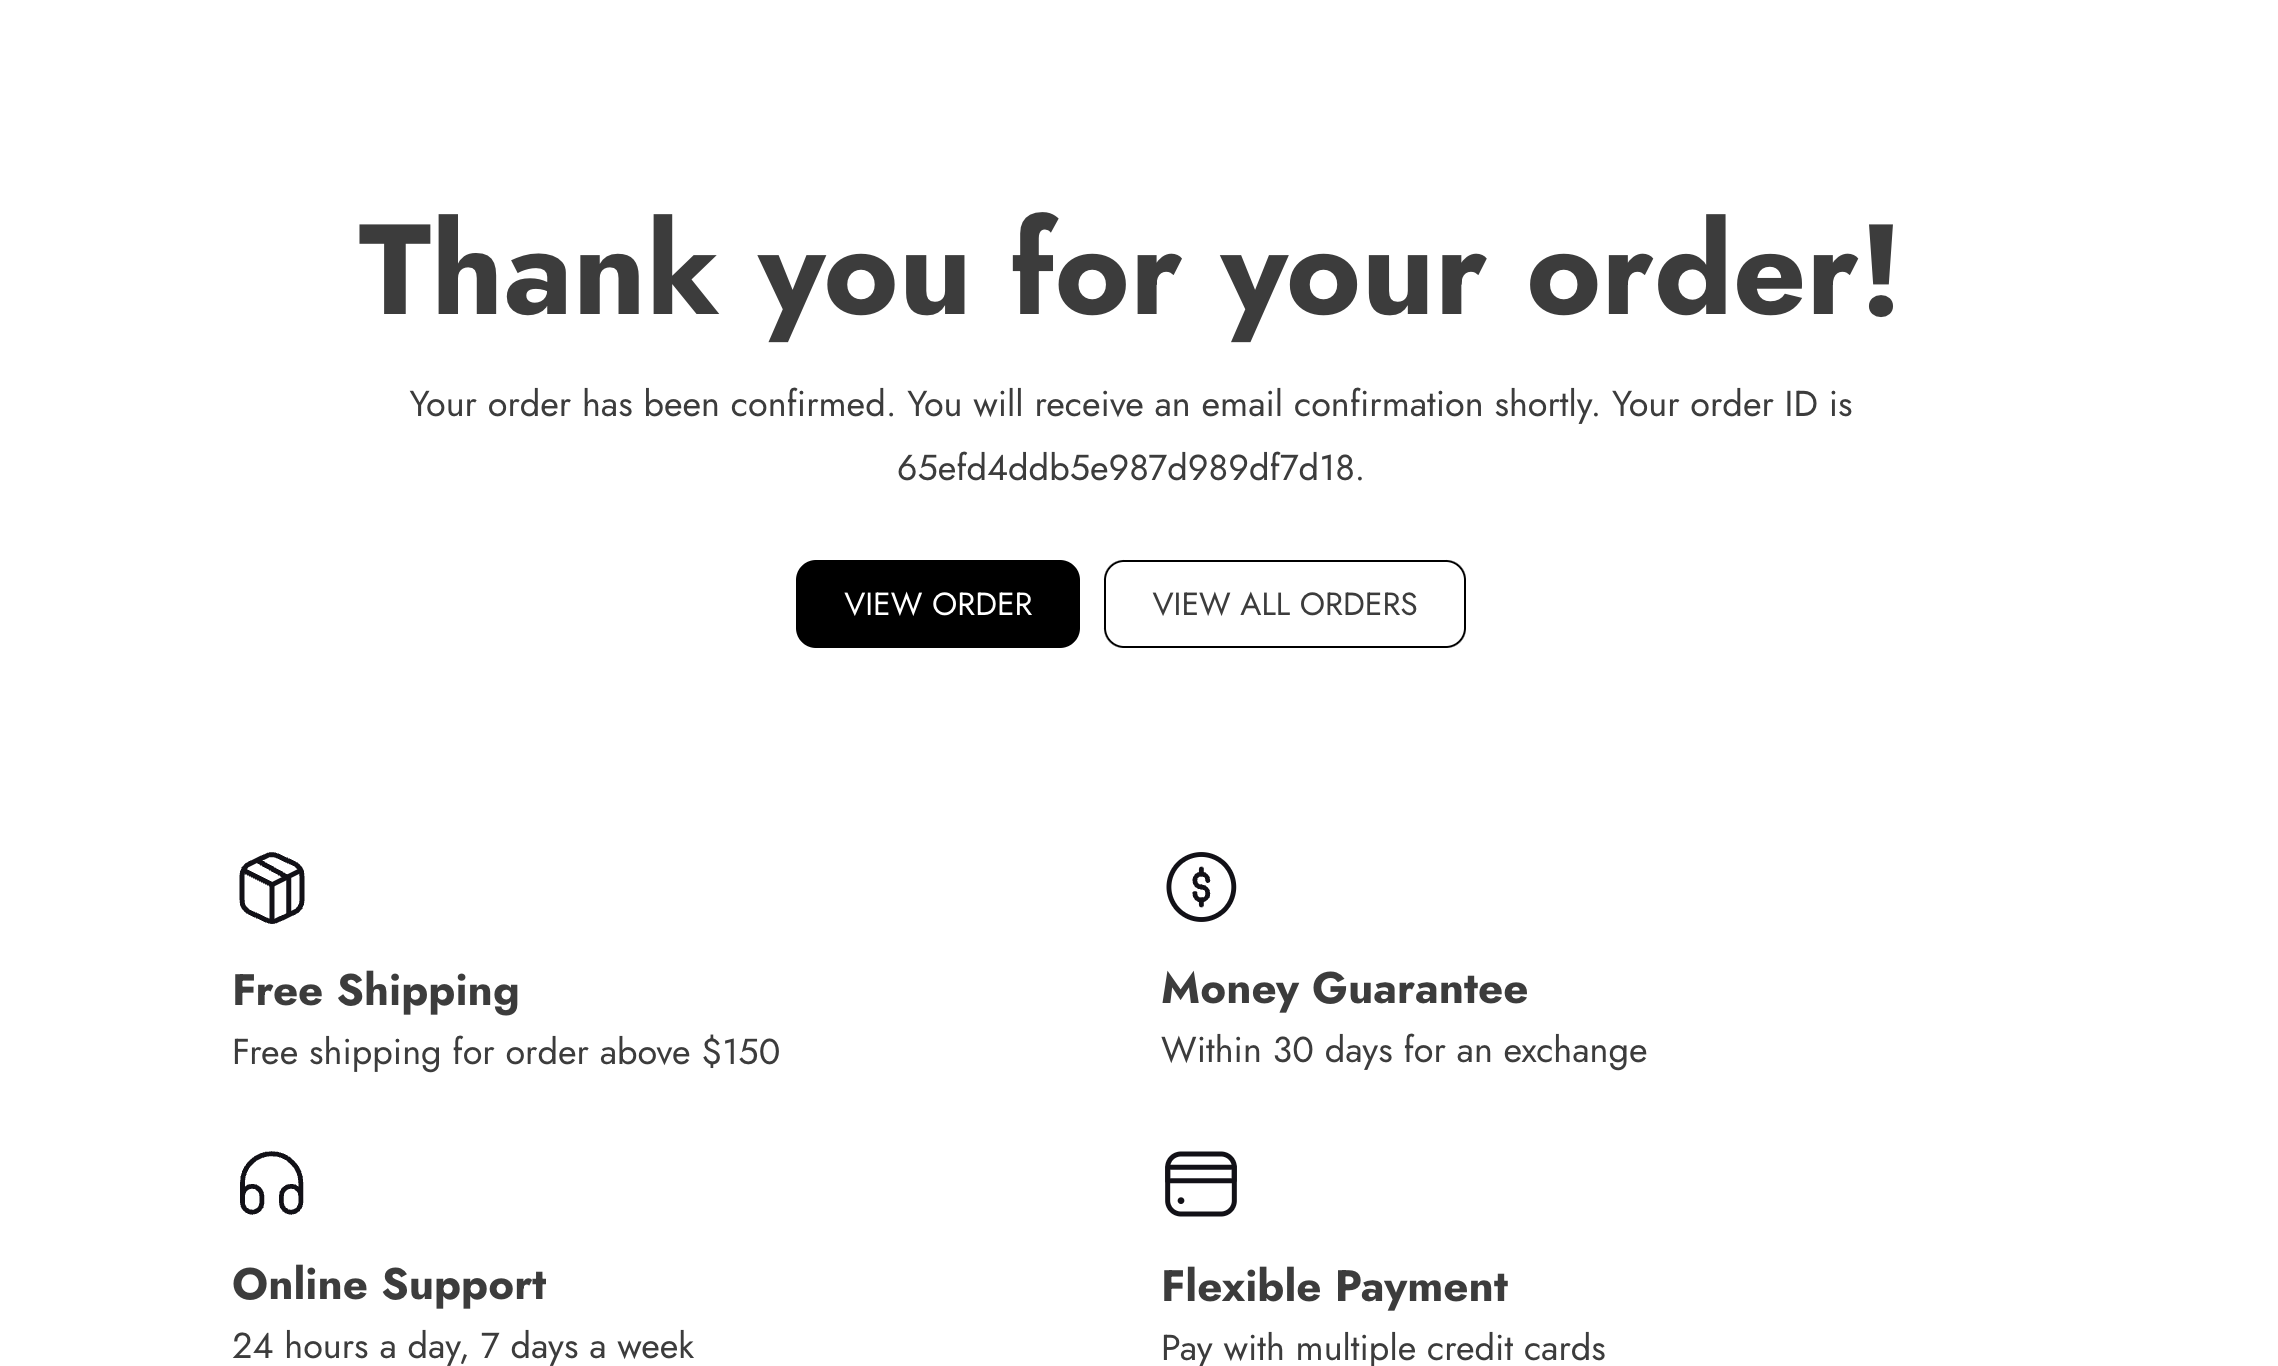 Thank you for your order!
Your order has been confirmed. You will receive an email confirmation shortly. Your order ID is
65efd4ddb5e987d989df7d18.
VIEW ORDER
VIEW ALL ORDERS
Free Shipping
Free shipping for order above $150
Money Guarantee
Within 30 days for an exchange
Online Support
24 hours a day, 7 days a week
Flexible Payment
Pay with multiple credit cards